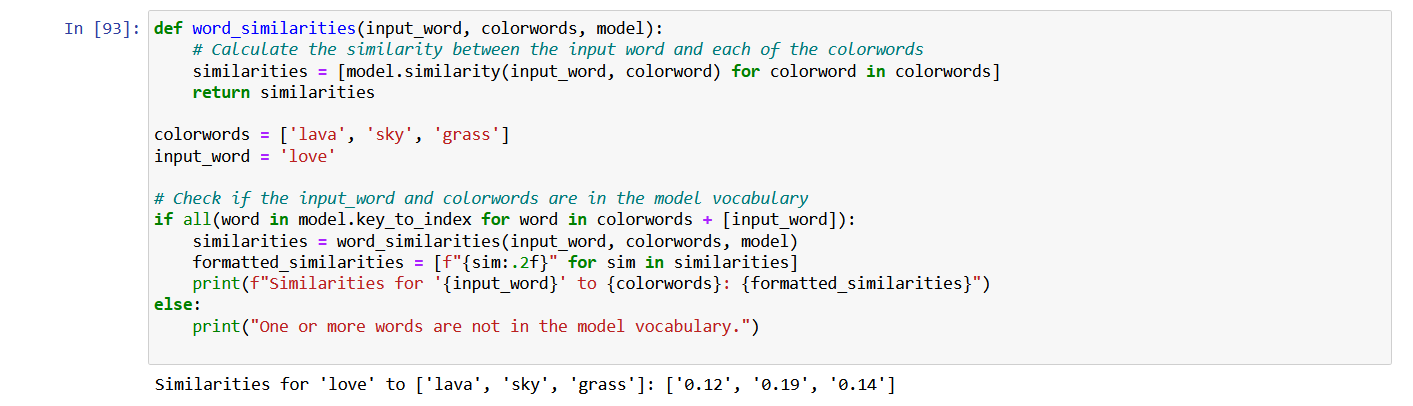 In [93]: def word_similarities(input_word, colorwords, model):
    # Calculate the similarity between the input word and each of the colorwords
    similarities = [model.similarity(input_word, colorword) for colorword in colorwords]
    return similarities

colorwords = ['lava', 'sky', 'grass']
input_word = 'love'

# Check if the input_word and colorwords are in the model vocabulary
if all(word in model.key_to_index for word in colorwords + [input_word]):
    similarities = word_similarities(input_word, colorwords, model)
    formatted_similarities = [f"{sim:.2f}" for sim in similarities]
    print(f"Similarities for '{input_word}' to {colorwords}: {formatted_similarities}")
else:
    print("One or more words are not in the model vocabulary.")

Similarities for 'love' to ['lava', 'sky', 'grass']: ['0.12', '0.19', '0.14']